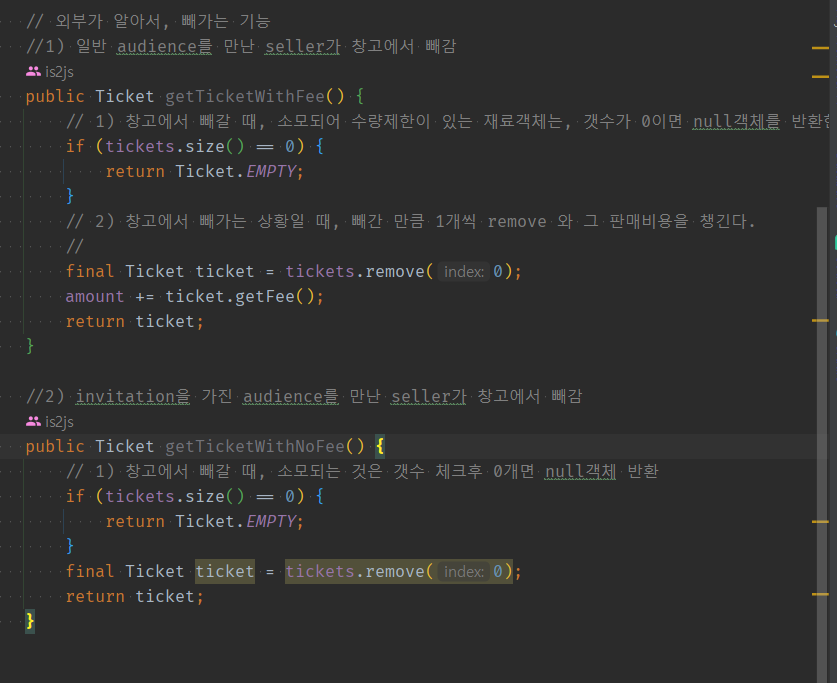 // 외부가 알아서, 빼가는 기능
//1) 일반 audience를 만난 seller가 창고에서 빼감
is2js
public Ticket getTicketWithFee() {
// 1) 창고에서 빼갈 때, 소모되어 수량제한이 있는 재료객체는, 갯수가 0이면 null객체를 반환
if (tickets.size() == 0) {
return Ticket.EMPTY;
}
// 2) 창고에서 빼가는 상황일 때, 빼간 만큼 1개씩 remove 와 그 판매비용을 챙긴다.
//
final Ticket ticket = tickets.remove( index: 0);
amount += ticket.getFee();
return ticket;
}
//2) invitation을 가진 audience를 만난 seller가 창고에서 빼감
is2js
public Ticket getTicketWithNoFee() {
// 1) 창고에서 빼갈 때, 소모되는 것은 갯수 체크후 0개면 null객체 반환
if (tickets.size() == 0) {
return Ticket.EMPTY;
}
final Ticket ticket = tickets.remove( index: 0);
return ticket;
}